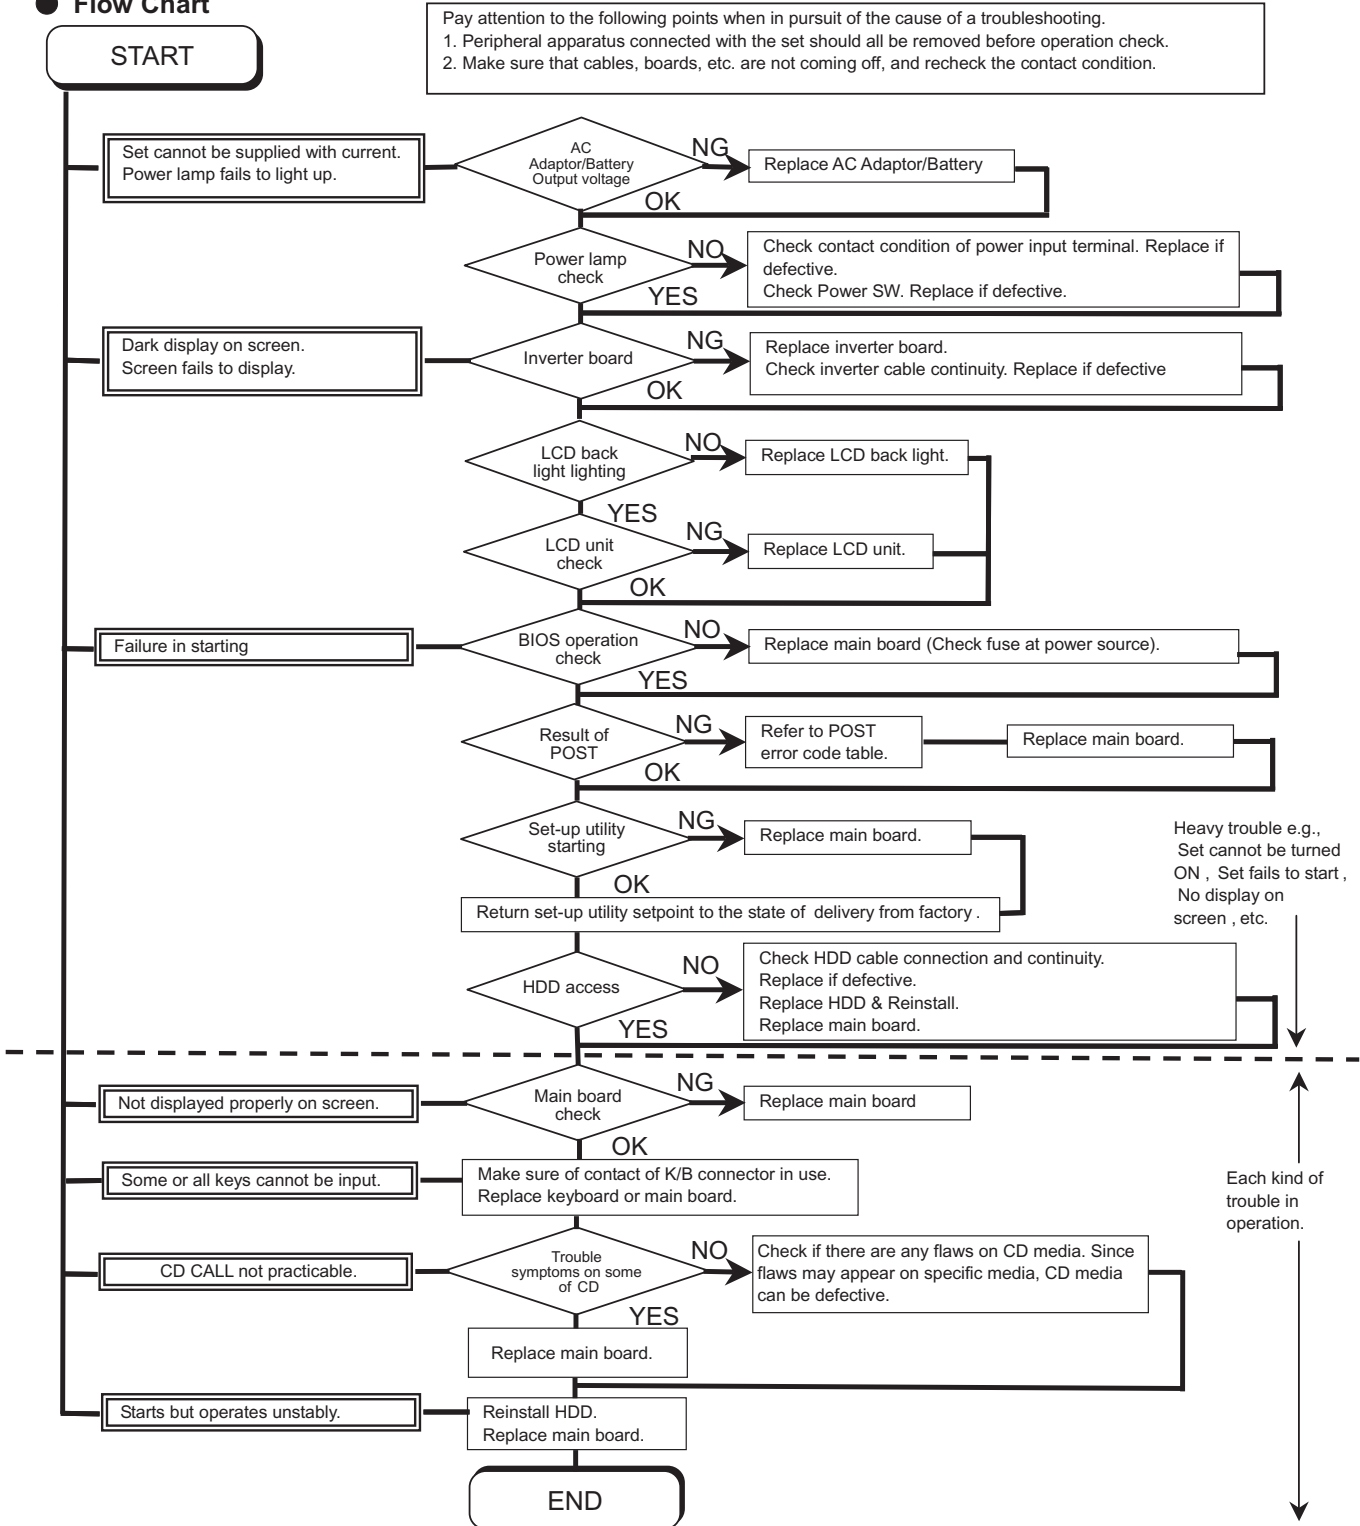 ● Flow Chart
START
Pay attention to the following points when in pursuit of the cause of a troubleshooting.
1. Peripheral apparatus connected with the set should all be removed before operation check.
2. Make sure that cables, boards, etc. are not coming off, and recheck the contact condition.
Set cannot be supplied with current.
Power lamp fails to light up.
AC
Adaptor/Battery
Output voltage
NG
Replace AC Adaptor/Battery
OK
Power lamp
check
NO
Check contact condition of power input terminal. Replace if
defective.
Check Power SW. Replace if defective.
YES
Dark display on screen.
Screen fails to display.
Inverter board
NG
Replace inverter board.
Check inverter cable continuity. Replace if defective
OK
LCD back
light lighting
NO
Replace LCD back light.
YES
LCD unit
check
NG
Replace LCD unit.
OK
Failure in starting
BIOS operation
check
NO
Replace main board (Check fuse at power source).
YES
Result of
POST
NG
Refer to POST
error code table.
Replace main board.
OK
Set-up utility
starting
NG
Replace main board.
OK
Return set-up utility setpoint to the state of delivery from factory .
Heavy trouble e.g.,
Set cannot be turned
ON , Set fails to start ,
No display on
screen , etc.
HDD access
NO
Check HDD cable connection and continuity.
Replace if defective.
Replace HDD & Reinstall.
Replace main board.
YES
Not displayed properly on screen.
Main board
check
NG
Replace main board
OK
Some or all keys cannot be input.
Make sure of contact of K/B connector in use.
Replace keyboard or main board.
Each kind of
trouble in
operation.
CD CALL not practicable.
Trouble
symptoms on some
of CD
NO
Check if there are any flaws on CD media. Since
flaws may appear on specific media, CD media
can be defective.
YES
Replace main board.
Starts but operates unstably.
Reinstall HDD.
Replace main board.
END